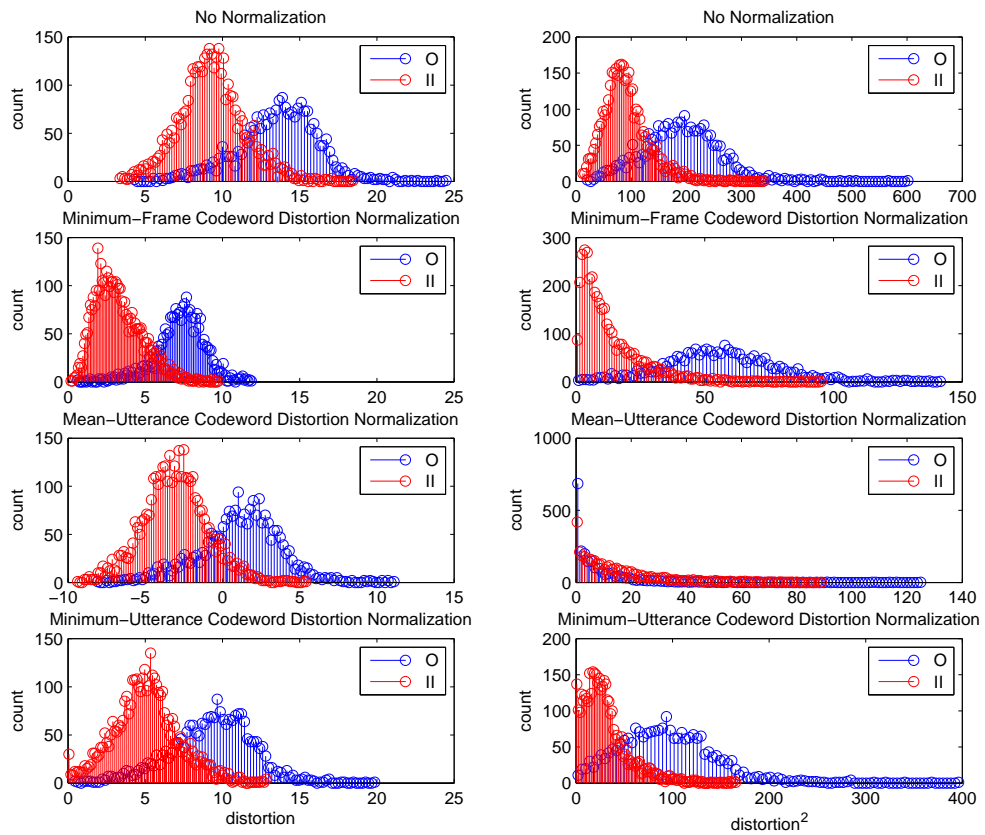 No Normalization
150
100
50
0
count
0 5 10 15 20 25
O
II
No Normalization
200
150
100
50
0
count
0 100 200 300 400 500 600 700
O
II
Minimum−Frame Codeword Distortion Normalization
150
100
50
0
count
0 5 10 15 20 25
O
II
Minimum−Frame Codeword Distortion Normalization
300
200
100
0
count
0 50 100 150
O
II
Mean−Utterance Codeword Distortion Normalization
150
100
50
0
count
−10 −5 0 5 10 15
O
II
Mean−Utterance Codeword Distortion Normalization
1000
500
0
count
0 20 40 60 80 100 120 140
O
II
Minimum−Utterance Codeword Distortion Normalization
150
100
50
0
count
0 5 10 15 20 25
distortion
O
II
Minimum−Utterance Codeword Distortion Normalization
200
150
100
50
0
count
0 100 200 300 400
distortion²
O
II